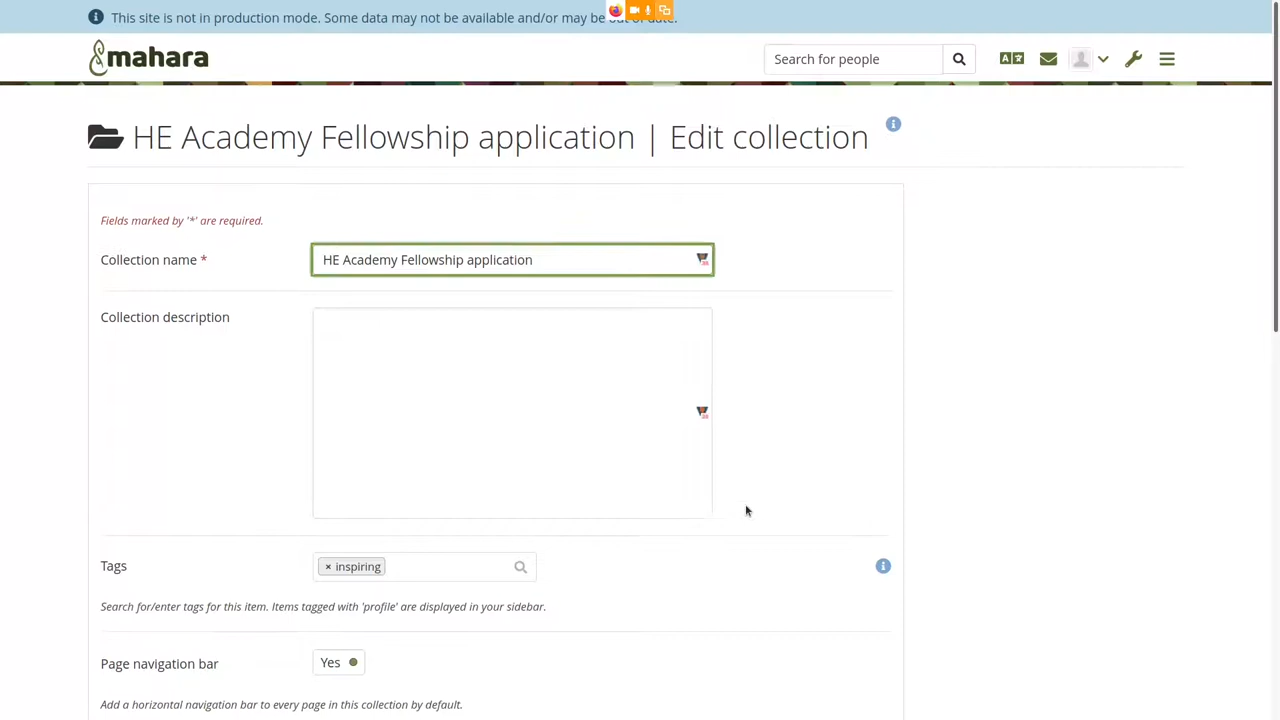 This site is not in production mode. Some data may not be available and/or may be out of date.
mahara
Search for people
HE Academy Fellowship application | Edit collection
Fields marked by '*' are required.
Collection name *
HE Academy Fellowship application
Collection description
Tags
× inspiring
Search for/enter tags for this item. Items tagged with 'profile' are displayed in your sidebar.
Page navigation bar
Yes
Add a horizontal navigation bar to every page in this collection by default.